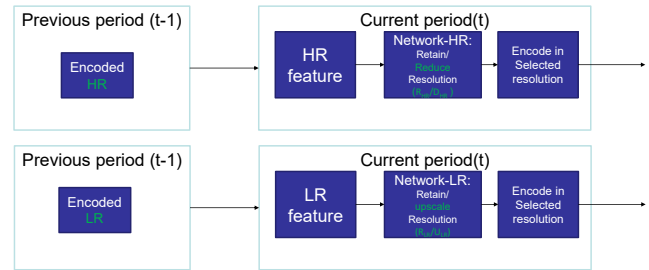 Previous period (t-1)
Current period(t)
Encoded
HR
HR
feature
Network-HR:
Retain/
Reduce
Resolution
(R_HR/D_HR )
Encode in
Selected
resolution
Previous period (t-1)
Current period(t)
Encoded
LR
LR
feature
Network-LR:
Retain/
upscale
Resolution
(R_LR/U_LR)
Encode in
Selected
resolution